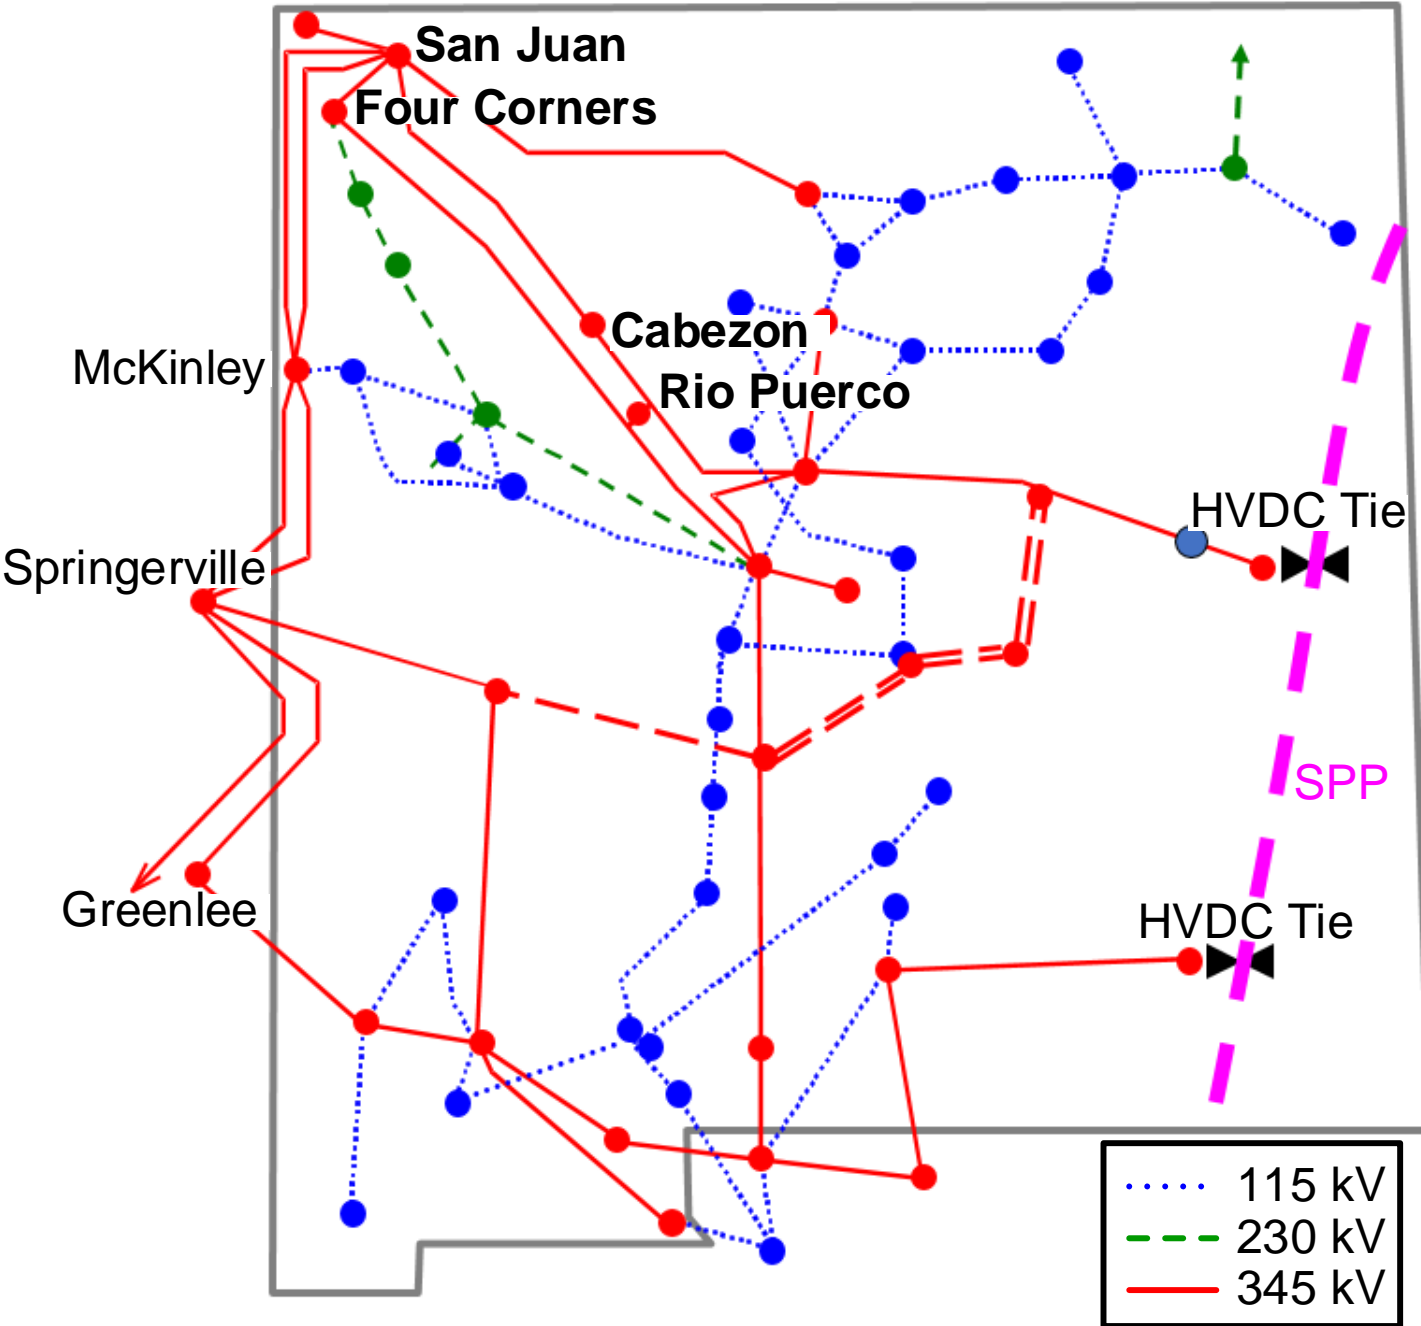 San Juan
Four Corners
Cabezon
McKinley
Rio Puerco
HVDC Tie
Springerville
SPP
Greenlee
HVDC Tie
115 kV
230 kV
345 kV